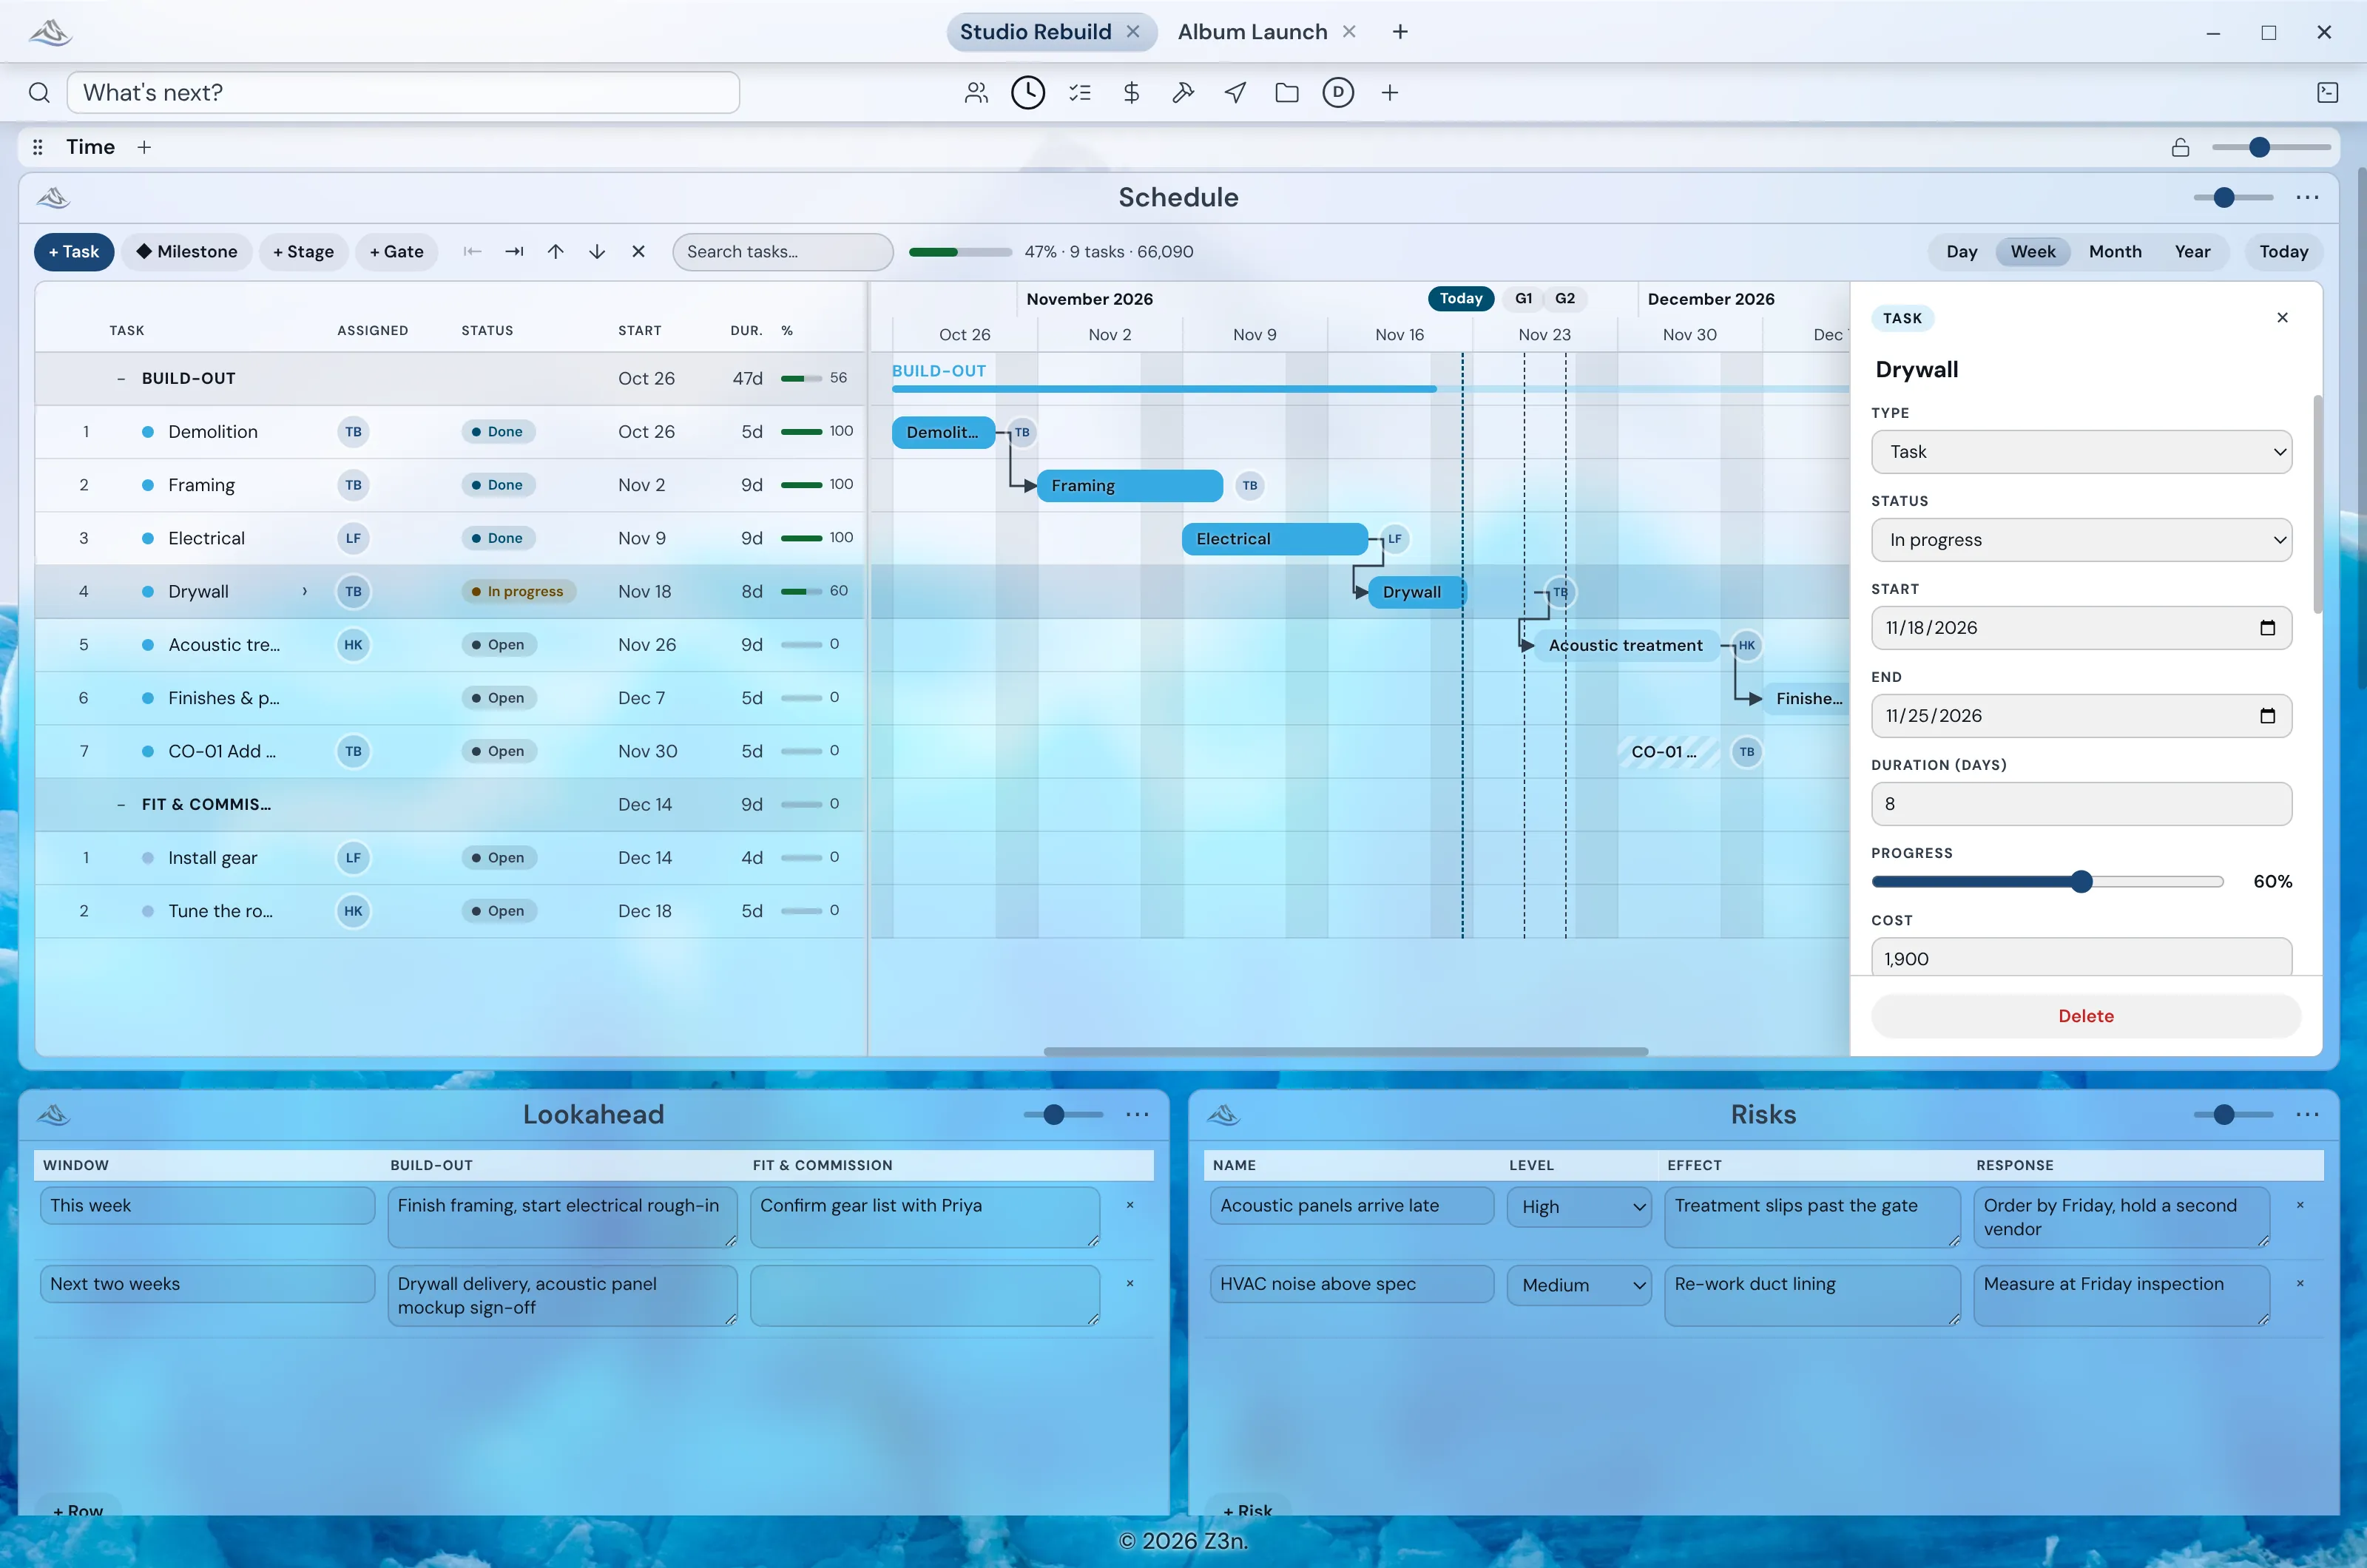 Studio Rebuild
Album Launch
What's next?
D
Time
Schedule
+ Task
Milestone
+ Stage
+ Gate
Search tasks...
47% · 9 tasks · 66,090
Day
Week
Month
Year
Today
TASK ASSIGNED STATUS START DUR. %
BUILD-OUT Oct 26 47d 56
1 Demolition TB Done Oct 26 5d 100
2 Framing TB Done Nov 2 9d 100
3 Electrical LF Done Nov 9 9d 100
4 Drywall TB In progress Nov 18 8d 60
5 Acoustic tre... HK Open Nov 26 9d 0
6 Finishes & p... Open Dec 7 5d 0
7 CO-01 Add ... TB Open Nov 30 5d 0
FIT & COMMIS... Dec 14 9d 0
1 Install gear LF Open Dec 14 4d 0
2 Tune the ro... HK Open Dec 18 5d 0
November 2026 Today G1 G2 December 2026
Oct 26 Nov 2 Nov 9 Nov 16 Nov 23 Nov 30 Dec
BUILD-OUT
Demolit... TB
Framing TB
Electrical LF
Drywall TB
Acoustic treatment HK
Finishe...
CO-01 ... TB
TASK
Drywall
TYPE
Task
STATUS
In progress
START
11/18/2026
END
11/25/2026
DURATION (DAYS)
8
PROGRESS
60%
COST
1,900
Delete
Lookahead
WINDOW BUILD-OUT FIT & COMMISSION
This week
Finish framing, start electrical rough-in
Confirm gear list with Priya
Next two weeks
Drywall delivery, acoustic panel
mockup sign-off
+ Row
Risks
NAME LEVEL EFFECT RESPONSE
Acoustic panels arrive late
High
Treatment slips past the gate
Order by Friday, hold a second
vendor
HVAC noise above spec
Medium
Re-work duct lining
Measure at Friday inspection
+ Risk
© 2026 Z3n.